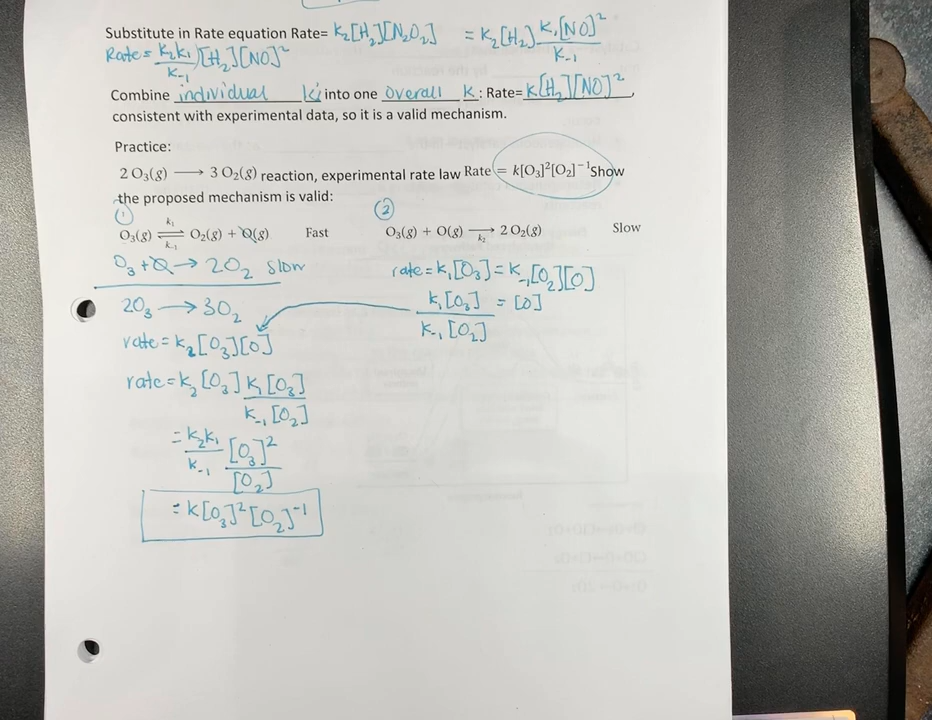 Substitute in Rate equation Rate= k₂[H₂][N₂O₂] = k₂[H₂] k₁[NO]²/k₋₁
Rate = k₂k₁/k₋₁ [H₂][NO]²
Combine individual k's into one overall k: Rate= k[H₂][NO]²,
consistent with experimental data, so it is a valid mechanism.
Practice:
2 O₃(g) ⟶ 3 O₂(g) reaction, experimental rate law Rate = k[O₃]²[O₂]⁻¹ Show
the proposed mechanism is valid:
① ②
O₃(g) ⇌ O₂(g) + O(g) Fast O₃(g) + O(g) ⟶ 2 O₂(g) Slow
k₁ k₋₁ k₂
O₃ + O → 2O₂ Slow
2O₃ → 3O₂
rate = k₂[O₃][O]
rate = k₂[O₃] k₁[O₃]/k₋₁[O₂]
= k₂k₁/k₋₁ [O₃]²/[O₂]
= k[O₃]²[O₂]⁻¹
rate = k₁[O₃] = k₋₁[O₂][O]
k₁[O₃]/k₋₁[O₂] = [O]